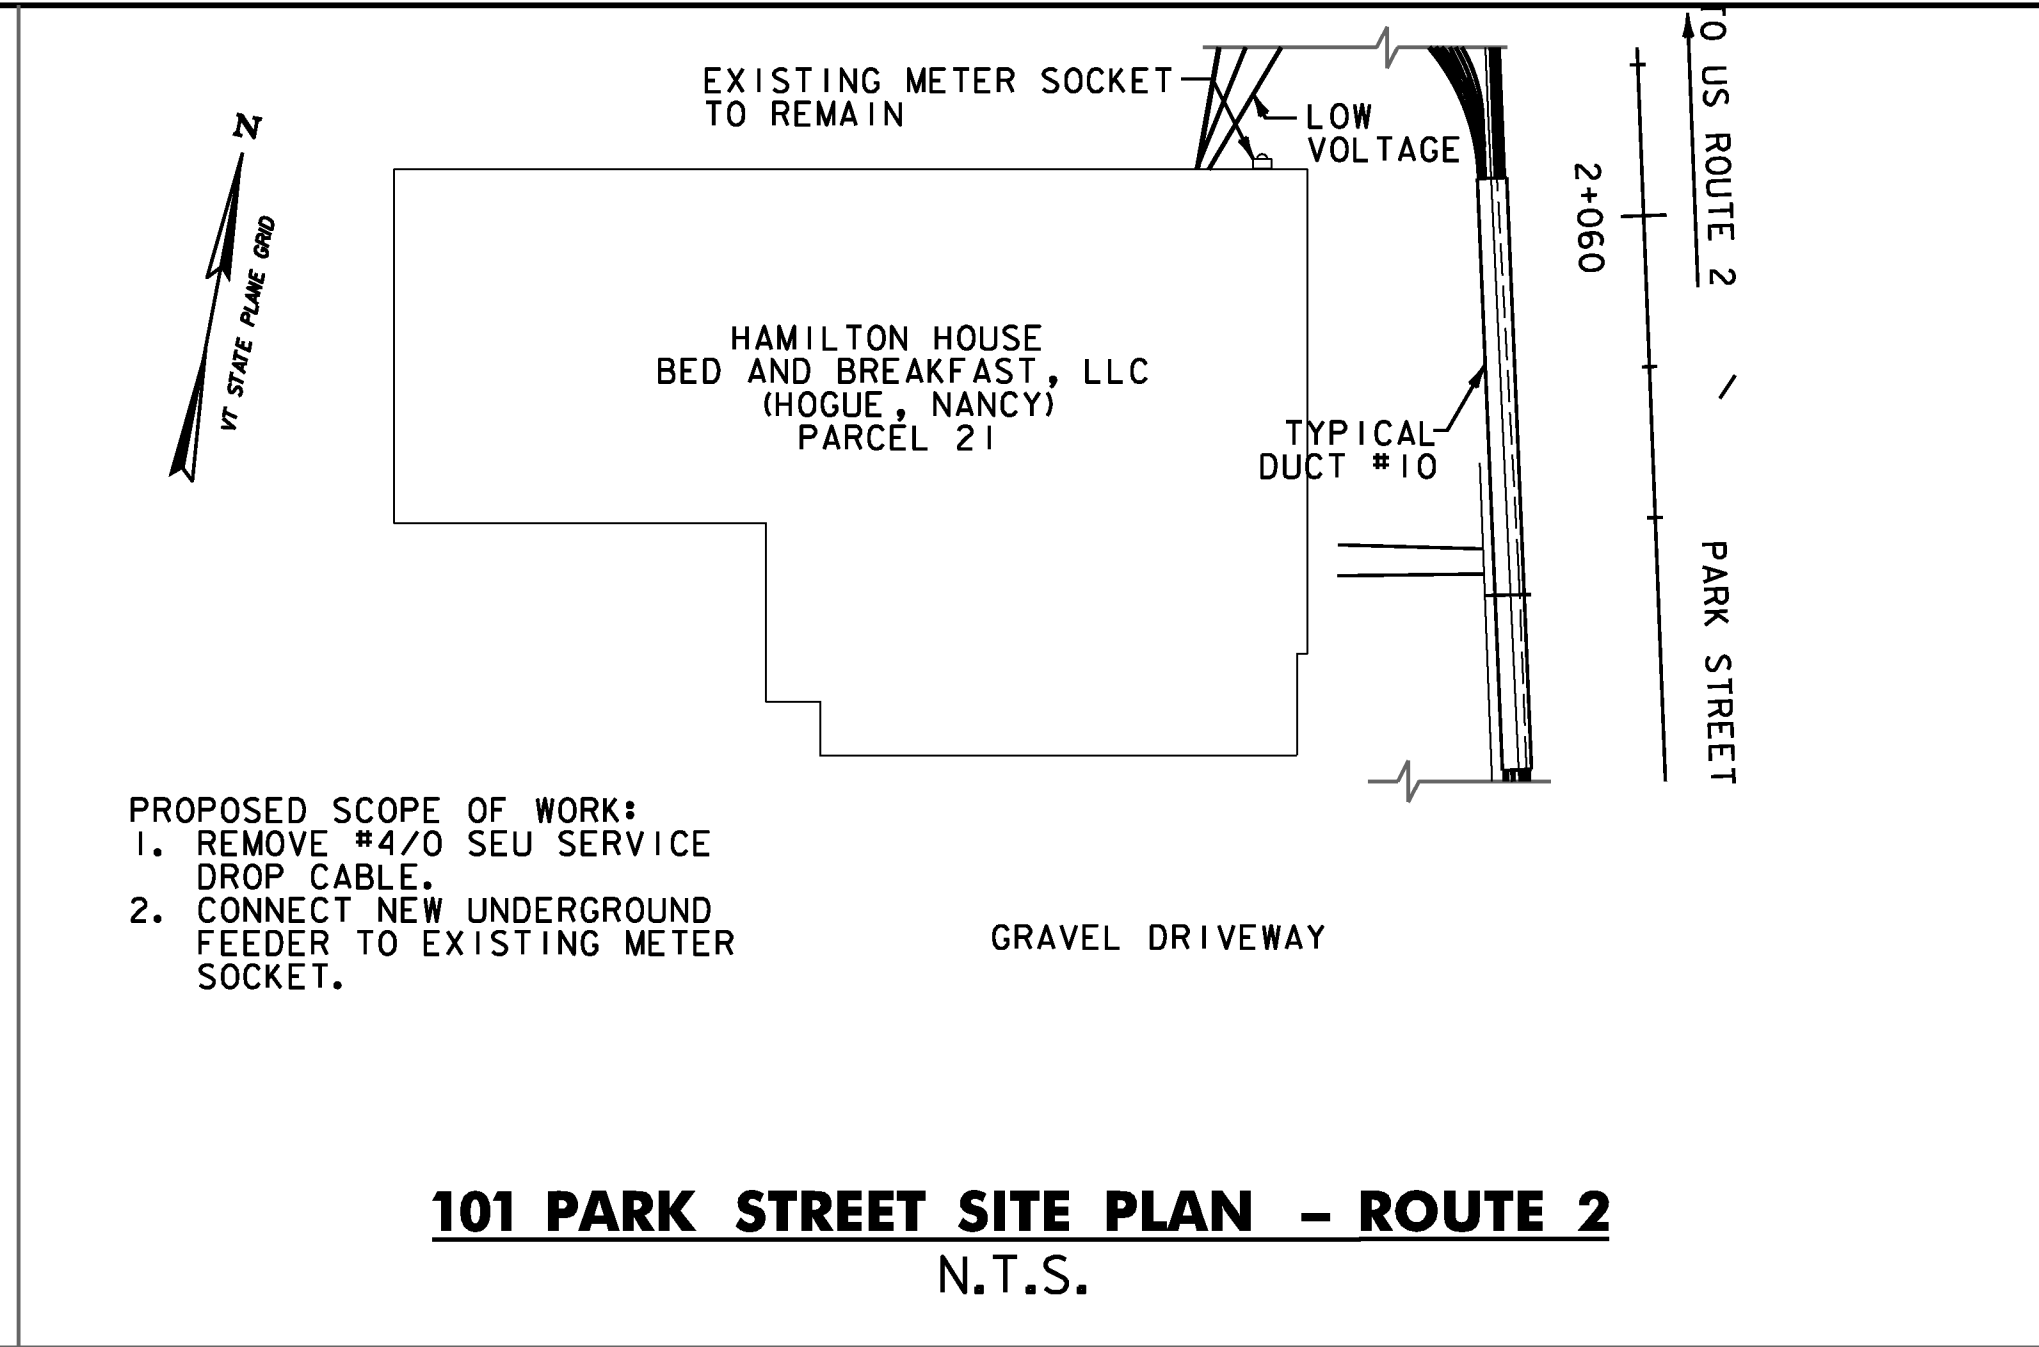 EXISTING METER SOCKET
TO REMAIN
LOW
VOLTAGE
N
VT STATE PLANE GRID
TO US ROUTE 2
2+060
/
PARK STREET
HAMILTON HOUSE
BED AND BREAKFAST, LLC
(HOGUE, NANCY)
PARCEL 21
TYPICAL
DUCT #10
PROPOSED SCOPE OF WORK:
1. REMOVE #4/0 SEU SERVICE
DROP CABLE.
2. CONNECT NEW UNDERGROUND
FEEDER TO EXISTING METER
SOCKET.
GRAVEL DRIVEWAY
101 PARK STREET SITE PLAN - ROUTE 2
N.T.S.